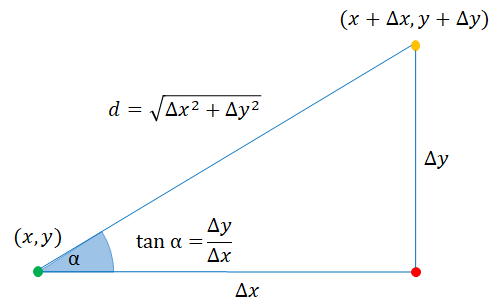 (x + Δx, y + Δy)
d = √Δx² + Δy²
Δy
(x, y)
α
tan α = Δy/Δx
Δx